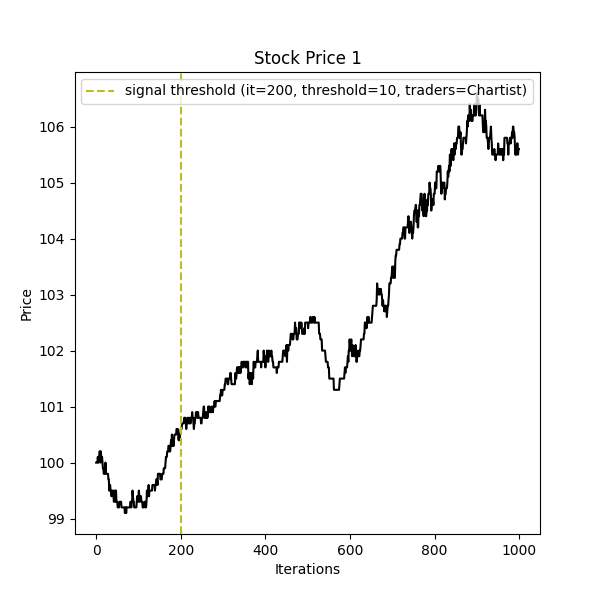 Stock Price 1
signal threshold (it=200, threshold=10, traders=Chartist)
106
105
104
103
102
101
100
99
Price
0 200 400 600 800 1000
Iterations